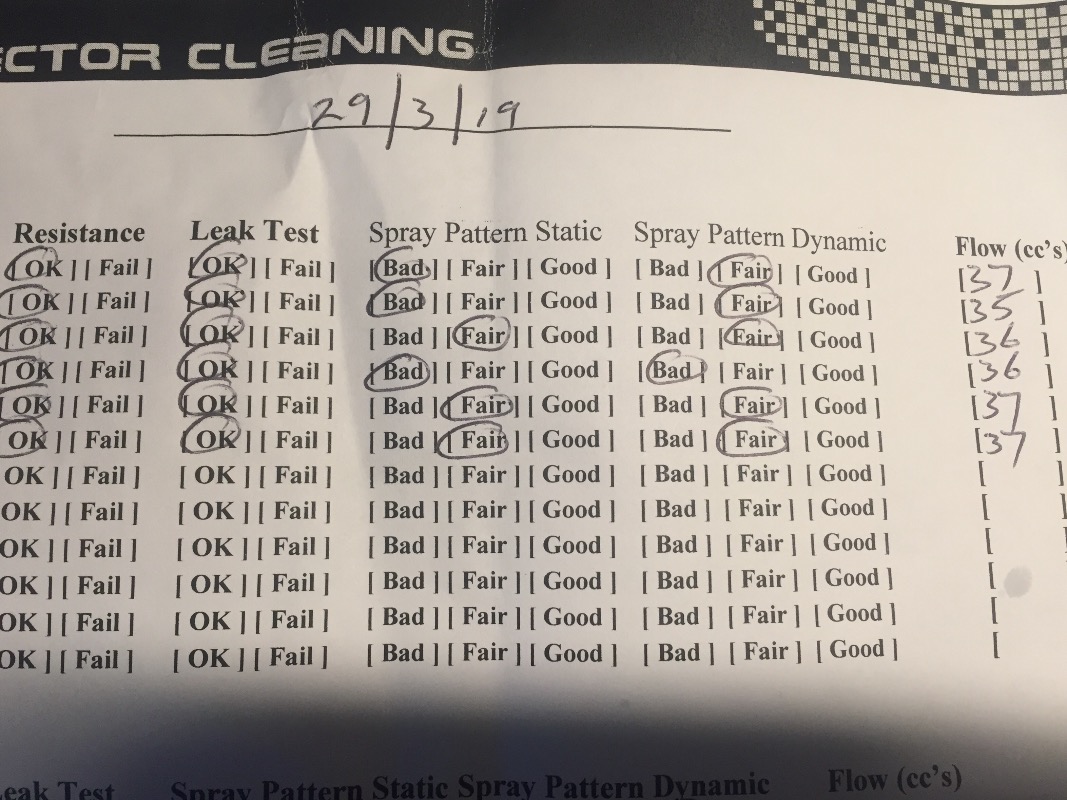 ECTOR CLEANING
29/3/19
Resistance Leak Test Spray Pattern Static Spray Pattern Dynamic Flow (cc's)
[ OK ] [ Fail ] [ OK ] [ Fail ] [ Bad ] [ Fair ] [ Good ] [ Bad ] [ Fair ] [ Good ] [37 ]
[ OK ] [ Fail ] [ OK ] [ Fail ] [ Bad ] [ Fair ] [ Good ] [ Bad ] [ Fair ] [ Good ] [35 ]
[ OK ] [ Fail ] [ OK ] [ Fail ] [ Bad ] [ Fair ] [ Good ] [ Bad ] [ Fair ] [ Good ] [36 ]
[ OK ] [ Fail ] [ OK ] [ Fail ] [ Bad ] [ Fair ] [ Good ] [ Bad ] [ Fair ] [ Good ] [36 ]
[ OK ] [ Fail ] [ OK ] [ Fail ] [ Bad ] [ Fair ] [ Good ] [ Bad ] [ Fair ] [ Good ] [37 ]
OK ] [ Fail ] [ OK ] [ Fail ] [ Bad ] [ Fair ] [ Good ] [ Bad ] [ Fair ] [ Good ] [37 ]
OK ] [ Fail ] [ OK ] [ Fail ] [ Bad ] [ Fair ] [ Good ] [ Bad ] [ Fair ] [ Good ] [ ]
OK ] [ Fail ] [ OK ] [ Fail ] [ Bad ] [ Fair ] [ Good ] [ Bad ] [ Fair ] [ Good ] [ ]
OK ] [ Fail ] [ OK ] [ Fail ] [ Bad ] [ Fair ] [ Good ] [ Bad ] [ Fair ] [ Good ] [ ]
OK ] [ Fail ] [ OK ] [ Fail ] [ Bad ] [ Fair ] [ Good ] [ Bad ] [ Fair ] [ Good ] [
OK ] [ Fail ] [ OK ] [ Fail ] [ Bad ] [ Fair ] [ Good ] [ Bad ] [ Fair ] [ Good ] [
OK ] [ Fail ] [ OK ] [ Fail ] [ Bad ] [ Fair ] [ Good ] [ Bad ] [ Fair ] [ Good ] [
eak Test Spray Pattern Static Spray Pattern Dynamic Flow (cc's)